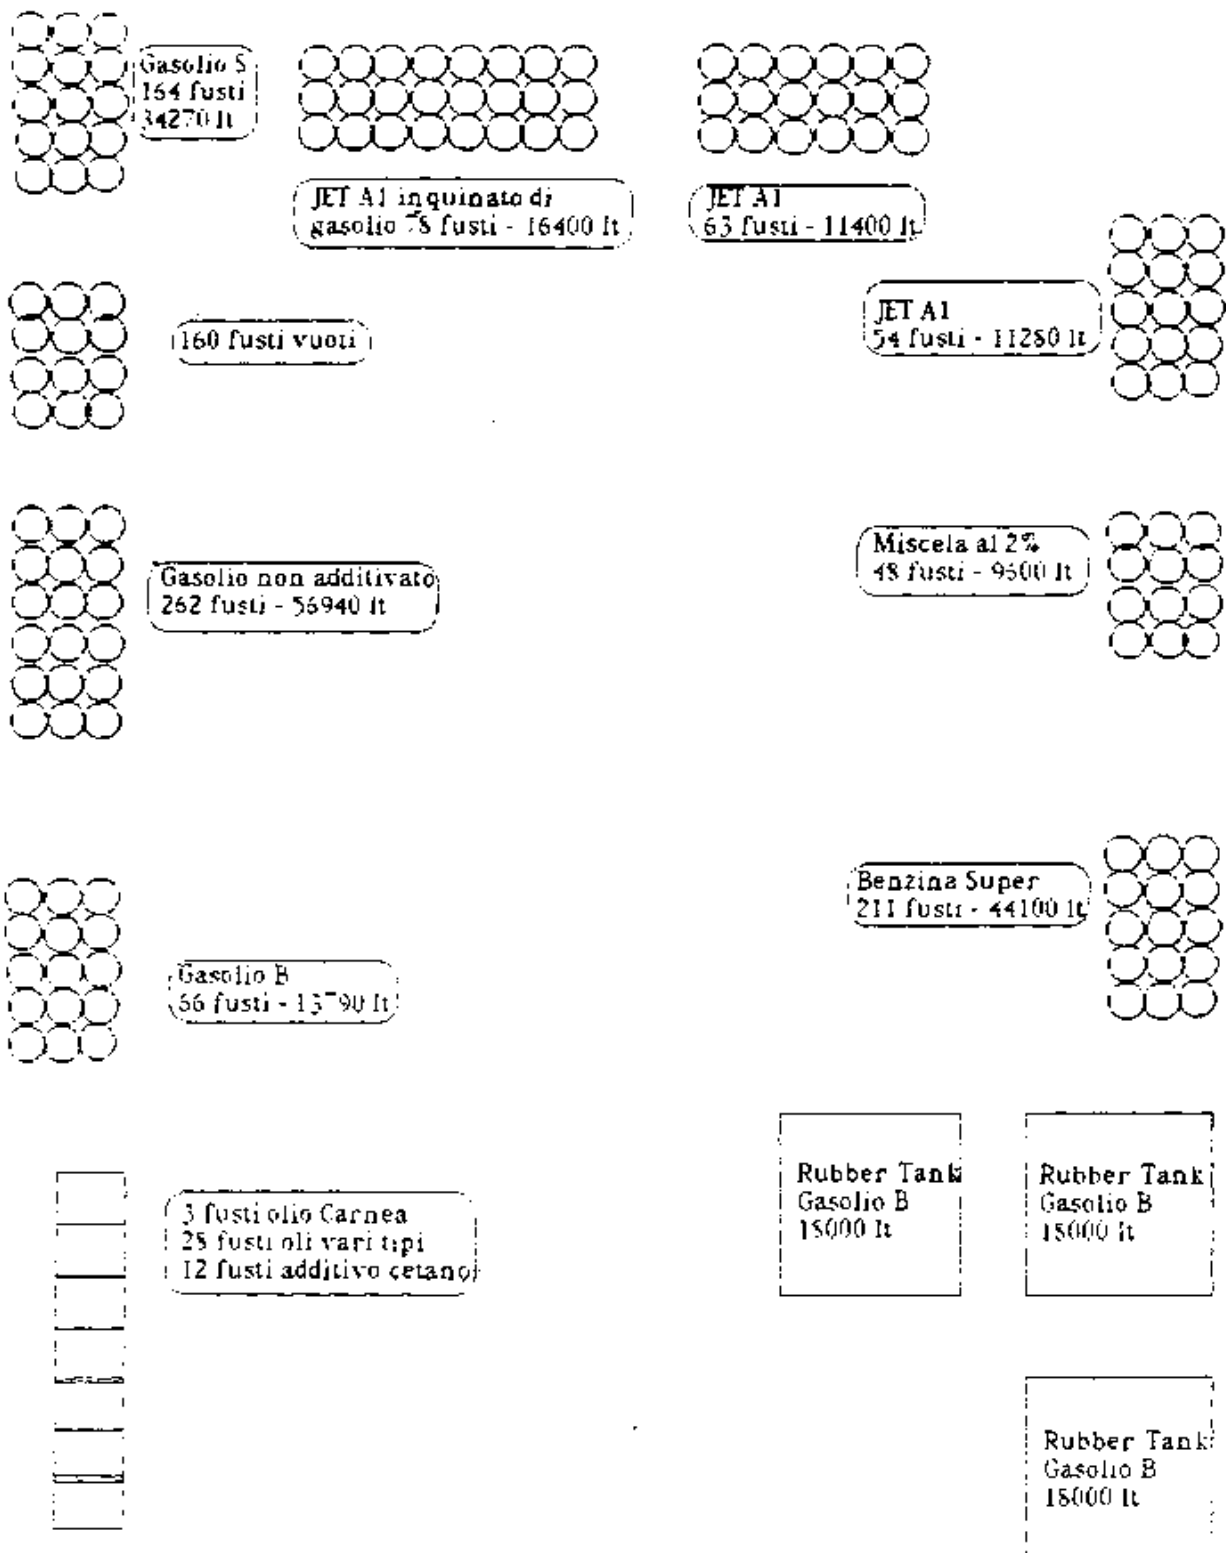 Gasolio S
164 fusti
34270 lt
JET A1 inquinato di
gasolio 78 fusti - 16400 lt
JET A1
63 fusti - 11400 lt
JET A1
54 fusti - 11280 lt
160 fusti vuoti
Miscela al 2%
48 fusti - 9600 lt
Gasolio non additivato
262 fusti - 56940 lt
Benzina Super
211 fusti - 44100 lt
Gasolio B
66 fusti - 13790 lt
3 fusti olio Carnea
28 fusti oli vari tipi
12 fusti additivo cetano
Rubber Tank
Gasolio B
18000 lt
Rubber Tank
Gasolio B
18000 lt
Rubber Tank
Gasolio B
18000 lt